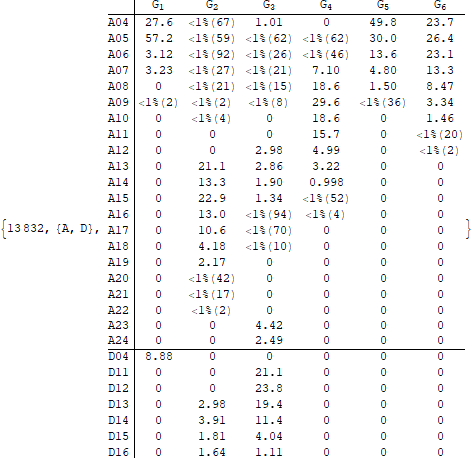 G1 G2 G3 G4 G5 G6
A04 27.6 <1%(67) 1.01 0 49.8 23.7
A05 57.2 <1%(59) <1%(62) <1%(62) 30.0 26.4
A06 3.12 <1%(92) <1%(26) <1%(46) 13.6 23.1
A07 3.23 <1%(27) <1%(21) 7.10 4.80 13.3
A08 0 <1%(21) <1%(15) 18.6 1.50 8.47
A09 <1%(2) <1%(2) <1%(8) 29.6 <1%(36) 3.34
A10 0 <1%(4) 0 18.6 0 1.46
A11 0 0 0 15.7 0 <1%(20)
A12 0 0 2.98 4.99 0 <1%(2)
A13 0 21.1 2.86 3.22 0 0
A14 0 13.3 1.90 0.998 0 0
A15 0 22.9 1.34 <1%(52) 0 0
A16 0 13.0 <1%(94) <1%(4) 0 0
{13832, {A, D}, A17 0 10.6 <1%(70) 0 0 0 }
A18 0 4.18 <1%(10) 0 0 0
A19 0 2.17 0 0 0 0
A20 0 <1%(42) 0 0 0 0
A21 0 <1%(17) 0 0 0 0
A22 0 <1%(2) 0 0 0 0
A23 0 0 4.42 0 0 0
A24 0 0 2.49 0 0 0
D04 8.88 0 0 0 0 0
D11 0 0 21.1 0 0 0
D12 0 0 23.8 0 0 0
D13 0 2.98 19.4 0 0 0
D14 0 3.91 11.4 0 0 0
D15 0 1.81 4.04 0 0 0
D16 0 1.64 1.11 0 0 0